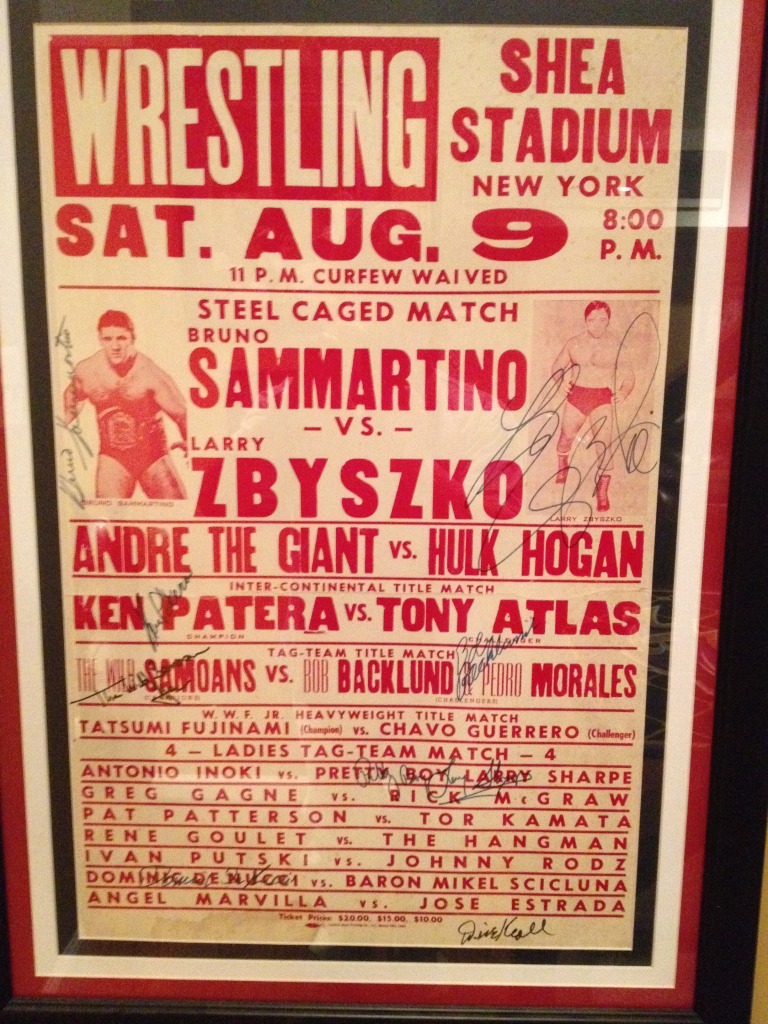 WRESTLING
SHEA
STADIUM
NEW YORK
SAT. AUG. 9
8:00
P. M.
11 P.M. CURFEW WAIVED
STEEL CAGED MATCH
BRUNO
SAMMARTINO
– VS. –
LARRY
ZBYSZKO
BRUNO SAMMARTINO
LARRY ZBYSZKO
ANDRE THE GIANT VS. HULK HOGAN
INTER-CONTINENTAL TITLE MATCH
KEN PATERA VS. TONY ATLAS
CHAMPION
TAG-TEAM TITLE MATCH
THE WILD SAMOANS VS. BOB BACKLUND & PEDRO MORALES
(CHALLENGERS)
W.W.F. JR. HEAVYWEIGHT TITLE MATCH
TATSUMI FUJINAMI (Champion) vs. CHAVO GUERRERO (Challenger)
4 – LADIES TAG-TEAM MATCH – 4
ANTONIO INOKI vs. PRETTY BOY LARRY SHARPE
GREG GAGNE vs. RICK McGRAW
PAT PATTERSON vs. TOR KAMATA
RENE GOULET vs. THE HANGMAN
IVAN PUTSKI vs. JOHNNY RODZ
DOMINIC DENUCCI vs. BARON MIKEL SCICLUNA
ANGEL MARVILLA vs. JOSE ESTRADA
Ticket Prices: $20.00, $15.00, $10.00